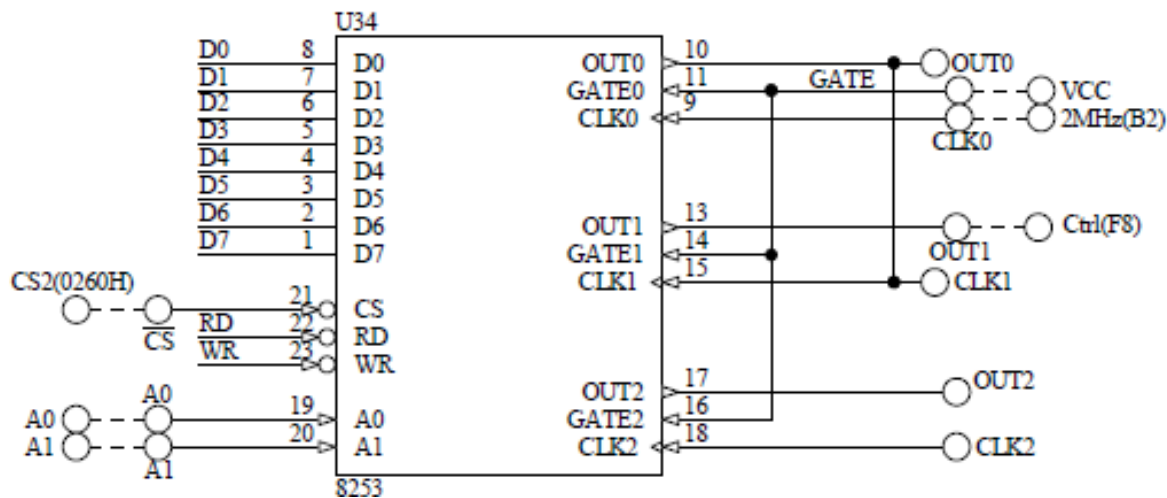 U34
D0 8 D0 OUT0 10 OUT0
D1 7 D1 GATE0 11 GATE VCC
D2 6 D2 CLK0 9 CLK0 2MHz(B2)
D3 5 D3
D4 4 D4
D5 3 D5
D6 2 D6 OUT1 13 OUT1 Ctrl(F8)
D7 1 D7 GATE1 14
CLK1 15 CLK1
CS2(0260H) CS 21 CS
RD 22 RD
WR 23 WR
OUT2 17 OUT2
A0 A0 19 A0 GATE2 16
A1 A1 20 A1 CLK2 18 CLK2
8253